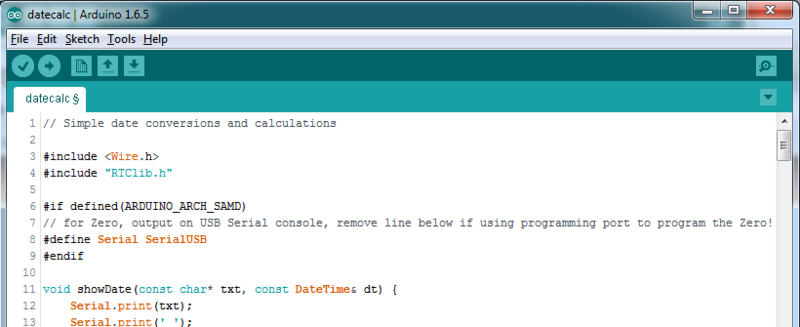 datecalc | Arduino 1.6.5
File Edit Sketch Tools Help
datecalc §
1 // Simple date conversions and calculations
2
3 #include <Wire.h>
4 #include "RTClib.h"
5
6 #if defined(ARDUINO_ARCH_SAMD)
7 // for Zero, output on USB Serial console, remove line below if using programming port to program the Zero!
8 #define Serial SerialUSB
9 #endif
10
11 void showDate(const char* txt, const DateTime& dt) {
12 Serial.print(txt);
13 Serial.print(' ');